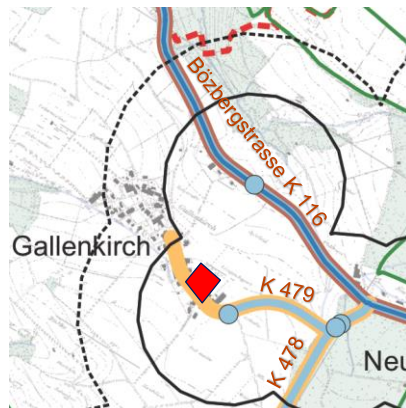 Bözbergstrasse K 116
Gallenkirch
K 479
K 478
Neu